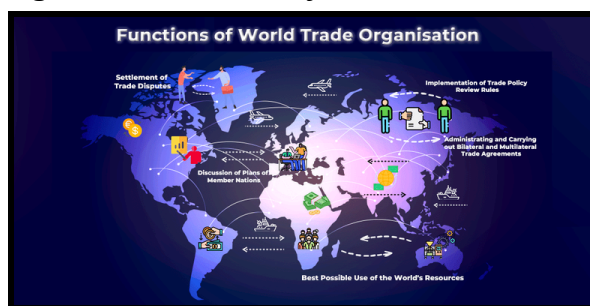 Functions of World Trade Organisation
Settlement of
Trade Disputes
Implementation of Trade Policy
Review Rules
Administrating and Carrying
out Bilateral and Multilateral
Trade Agreements
Discussion of Plans of
Member Nations
Best Possible Use of the World's Resources